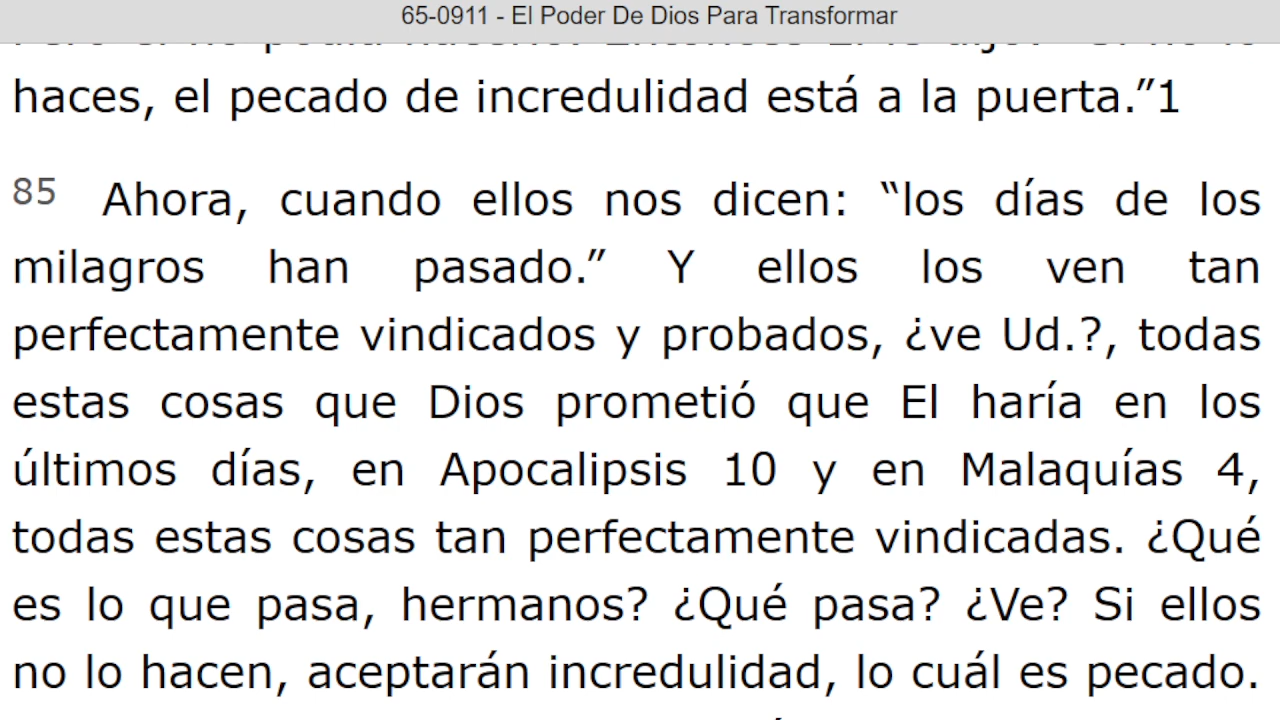 65-0911 - El Poder De Dios Para Transformar
haces, el pecado de incredulidad está a la puerta.”1
85 Ahora, cuando ellos nos dicen: “los días de los
milagros han pasado.” Y ellos los ven tan
perfectamente vindicados y probados, ¿ve Ud.?, todas
estas cosas que Dios prometió que El haría en los
últimos días, en Apocalipsis 10 y en Malaquías 4,
todas estas cosas tan perfectamente vindicadas. ¿Qué
es lo que pasa, hermanos? ¿Qué pasa? ¿Ve? Si ellos
no lo hacen, aceptarán incredulidad, lo cuál es pecado.